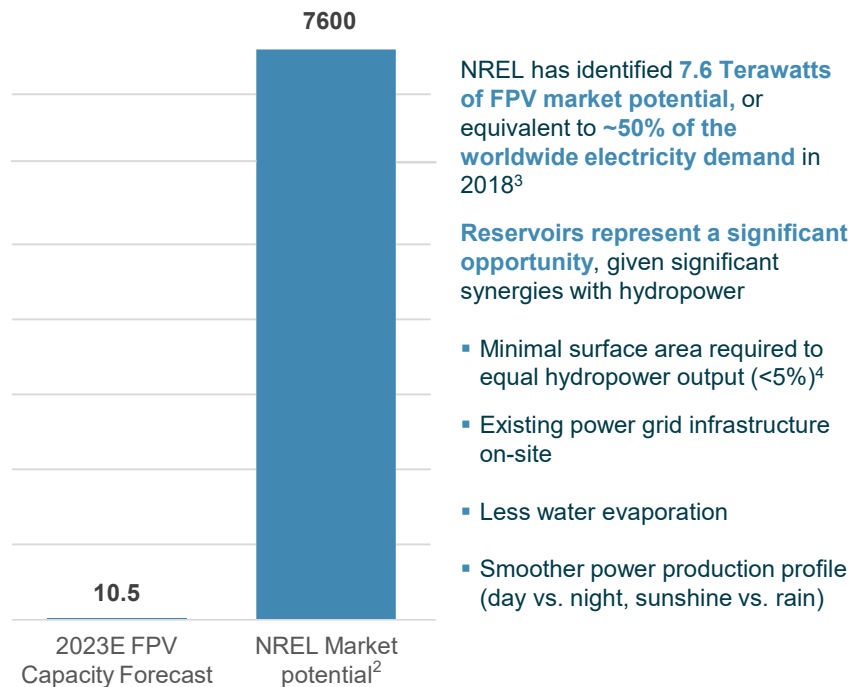 7600
10.5
2023E FPV
Capacity Forecast
NREL Market
potential2
NREL has identified 7.6 Terawatts
of FPV market potential, or
equivalent to ~50% of the
worldwide electricity demand in
2018³
Reservoirs represent a significant
opportunity, given significant
synergies with hydropower
▪ Minimal surface area required to
equal hydropower output (<5%)⁴
▪ Existing power grid infrastructure
on-site
▪ Less water evaporation
▪ Smoother power production profile
(day vs. night, sunshine vs. rain)